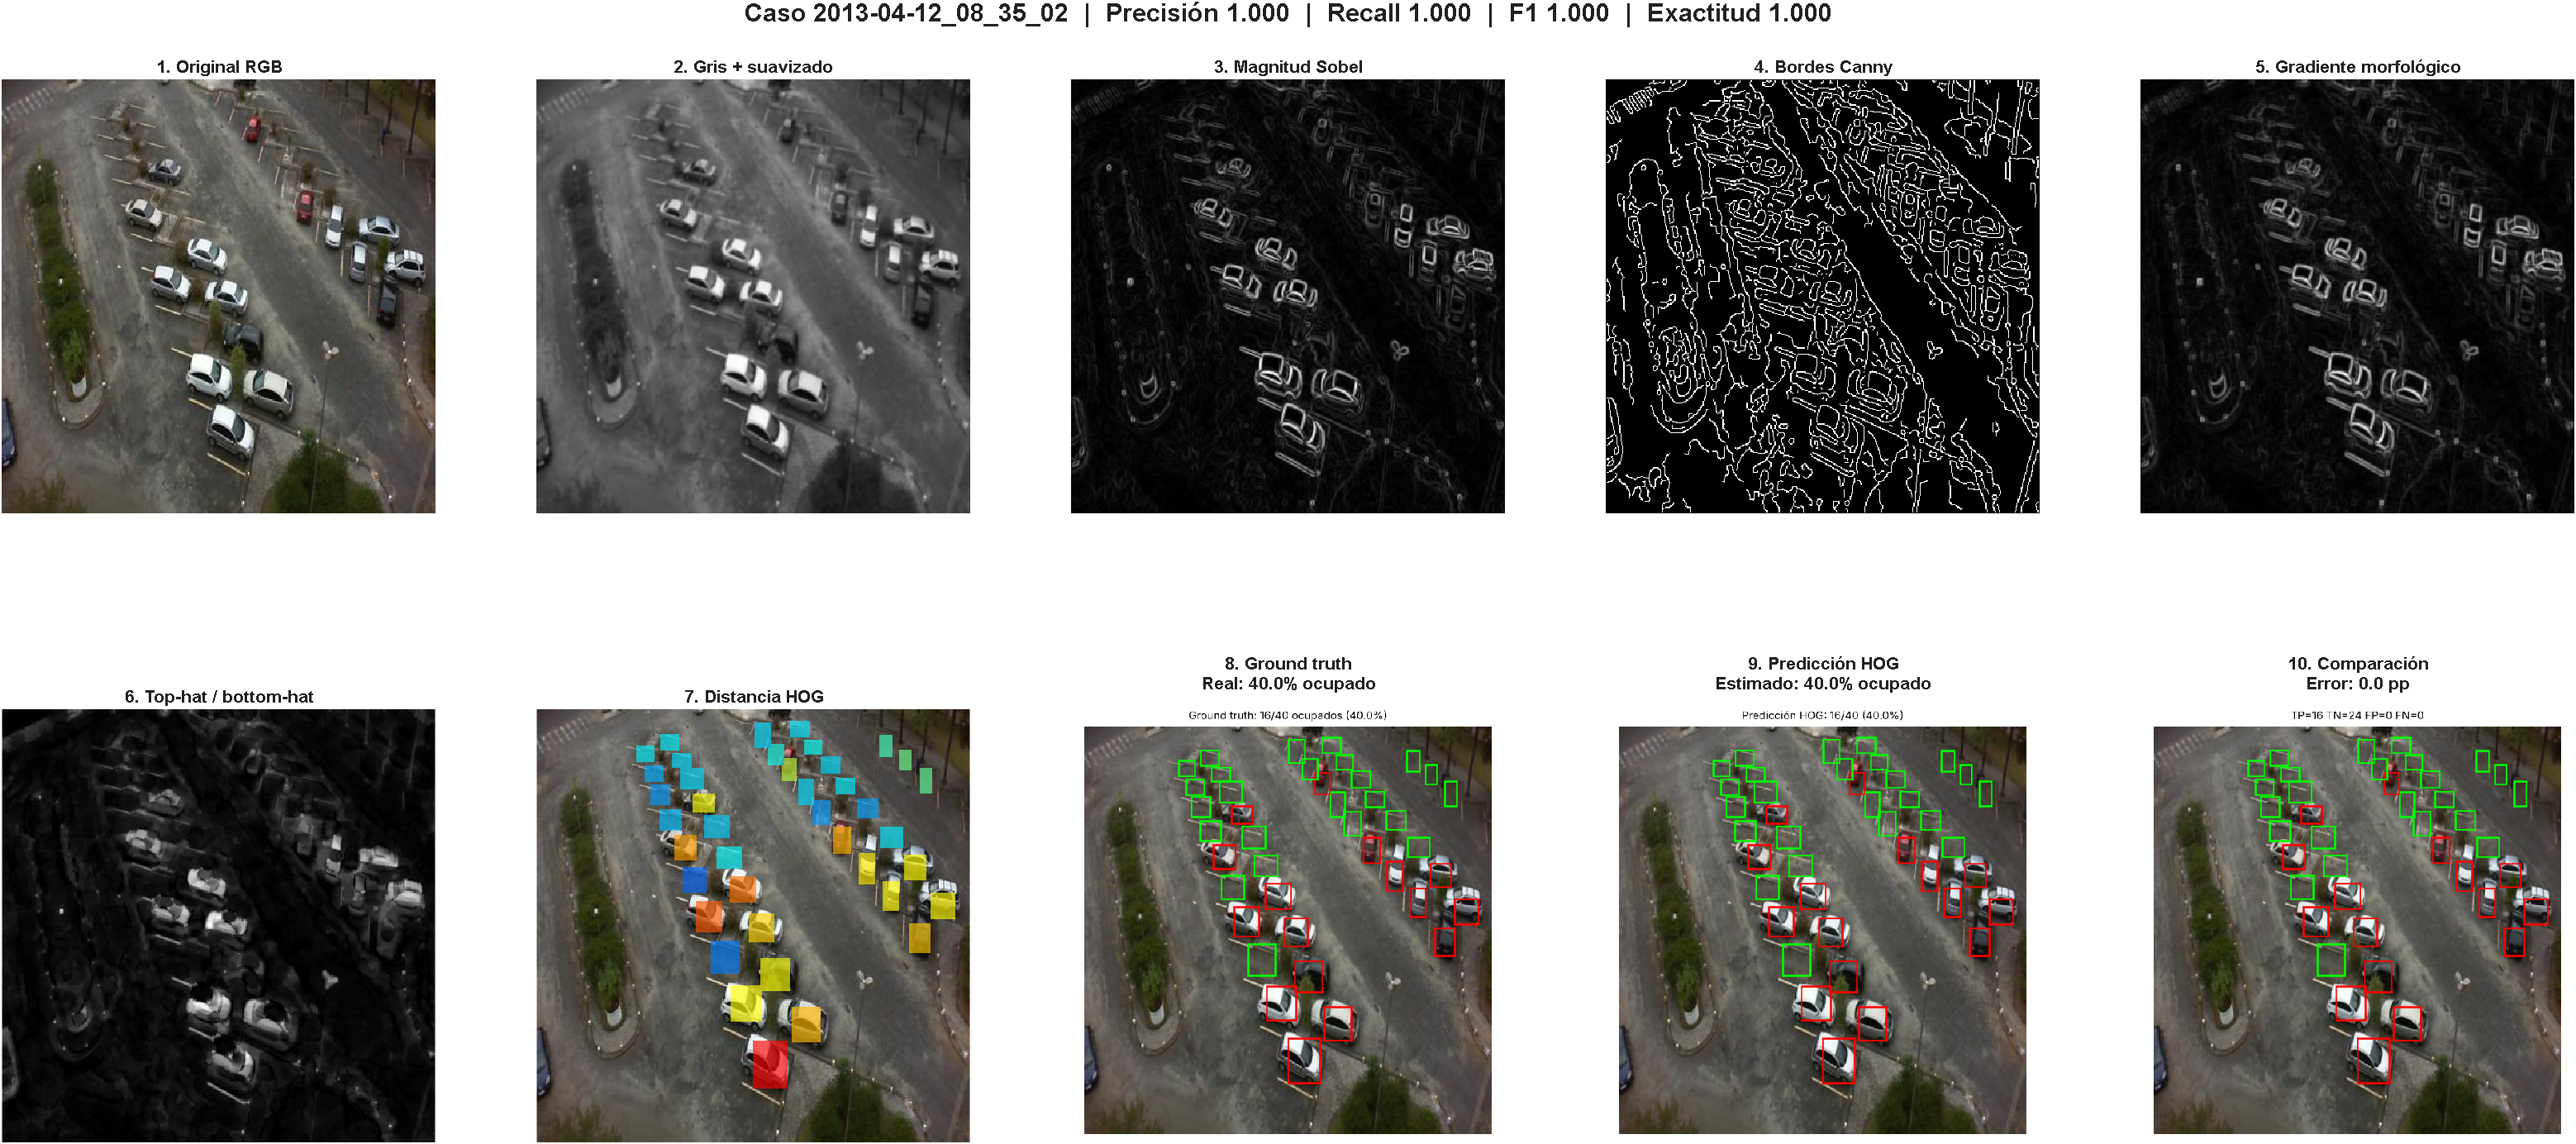 Caso 2013-04-12_08_35_02 | Precisión 1.000 | Recall 1.000 | F1 1.000 | Exactitud 1.000
1. Original RGB
2. Gris + suavizado
3. Magnitud Sobel
4. Bordes Canny
5. Gradiente morfológico
6. Top-hat / bottom-hat
7. Distancia HOG
8. Ground truth
Real: 40.0% ocupado
Ground truth: 16/40 ocupados (40.0%)
9. Predicción HOG
Estimado: 40.0% ocupado
Predicción HOG: 16/40 (40.0%)
10. Comparación
Error: 0.0 pp
TP=16 TN=24 FP=0 FN=0